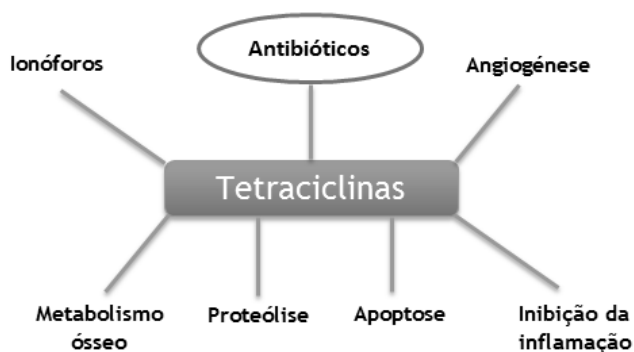 Antibióticos
Ionóforos
Angiogénese
Tetraciclinas
Metabolismo
ósseo
Proteólise
Apoptose
Inibição da
inflamação